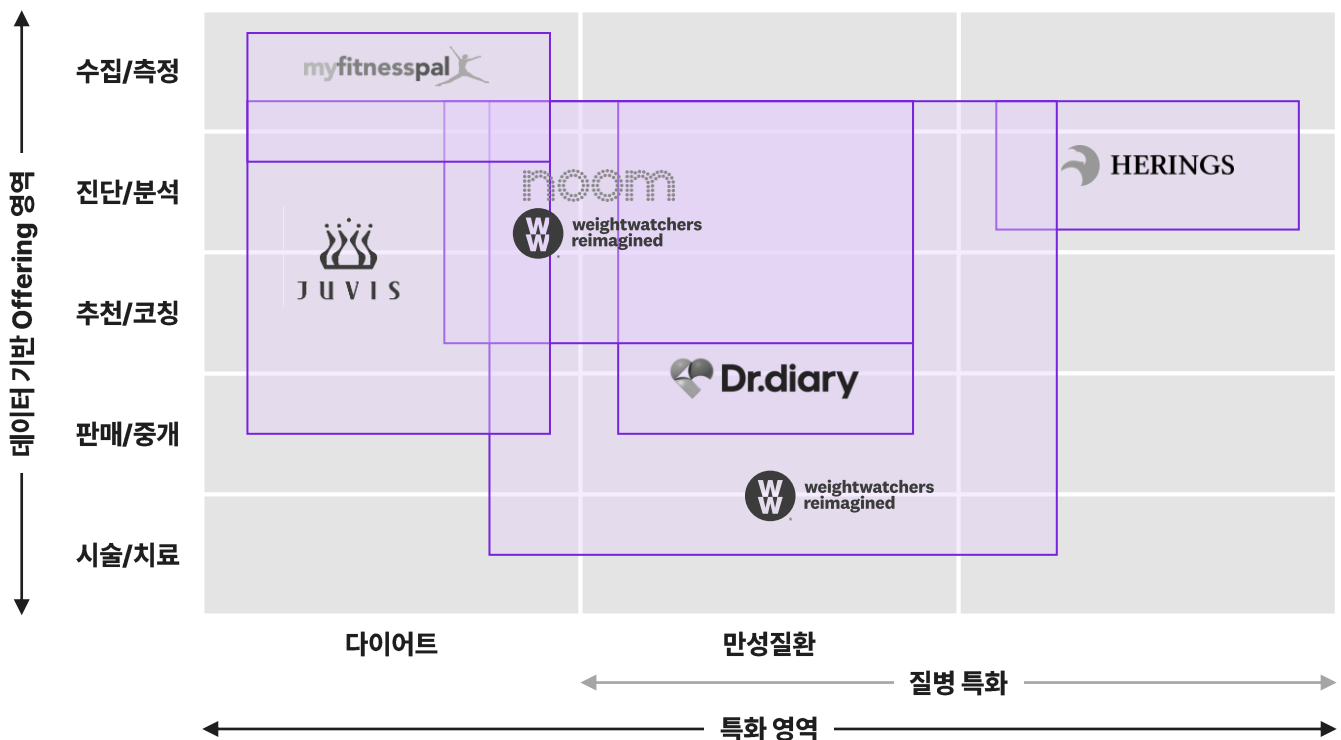 데이터 기반 Offering 영역
수집/측정
진단/분석
추천/코칭
판매/중개
시술/치료
myfitnesspal
noom
WW
weightwatchers
reimagined
JUVIS
HERINGS
Dr.diary
WW
weightwatchers
reimagined
다이어트
만성질환
질병 특화
특화 영역